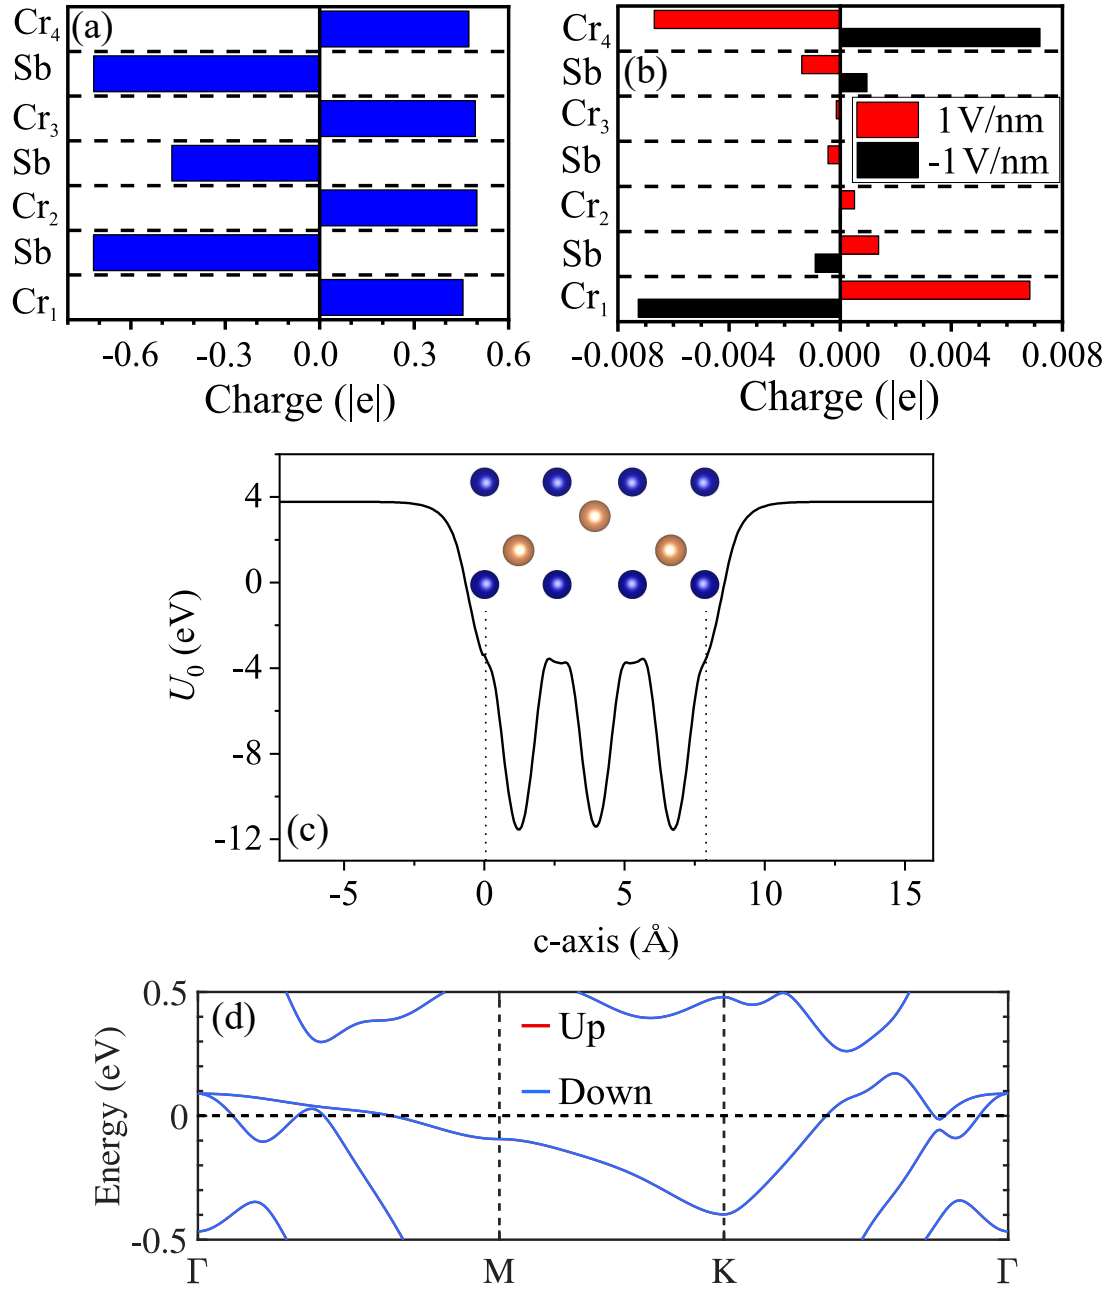 (a)
Cr₄
Sb
Cr₃
Sb
Cr₂
Sb
Cr₁
-0.6 -0.3 0.0 0.3 0.6
Charge (|e|)
(b)
Cr₄
Sb
Cr₃
Sb
Cr₂
Sb
Cr₁
1 V/nm
-1 V/nm
-0.008 -0.004 0.000 0.004 0.008
Charge (|e|)
4
0
-4
-8
-12
U₀ (eV)
(c)
-5 0 5 10 15
c-axis (Å)
(d)
0.5
0
-0.5
Energy (eV)
Up
Down
Γ M K Γ